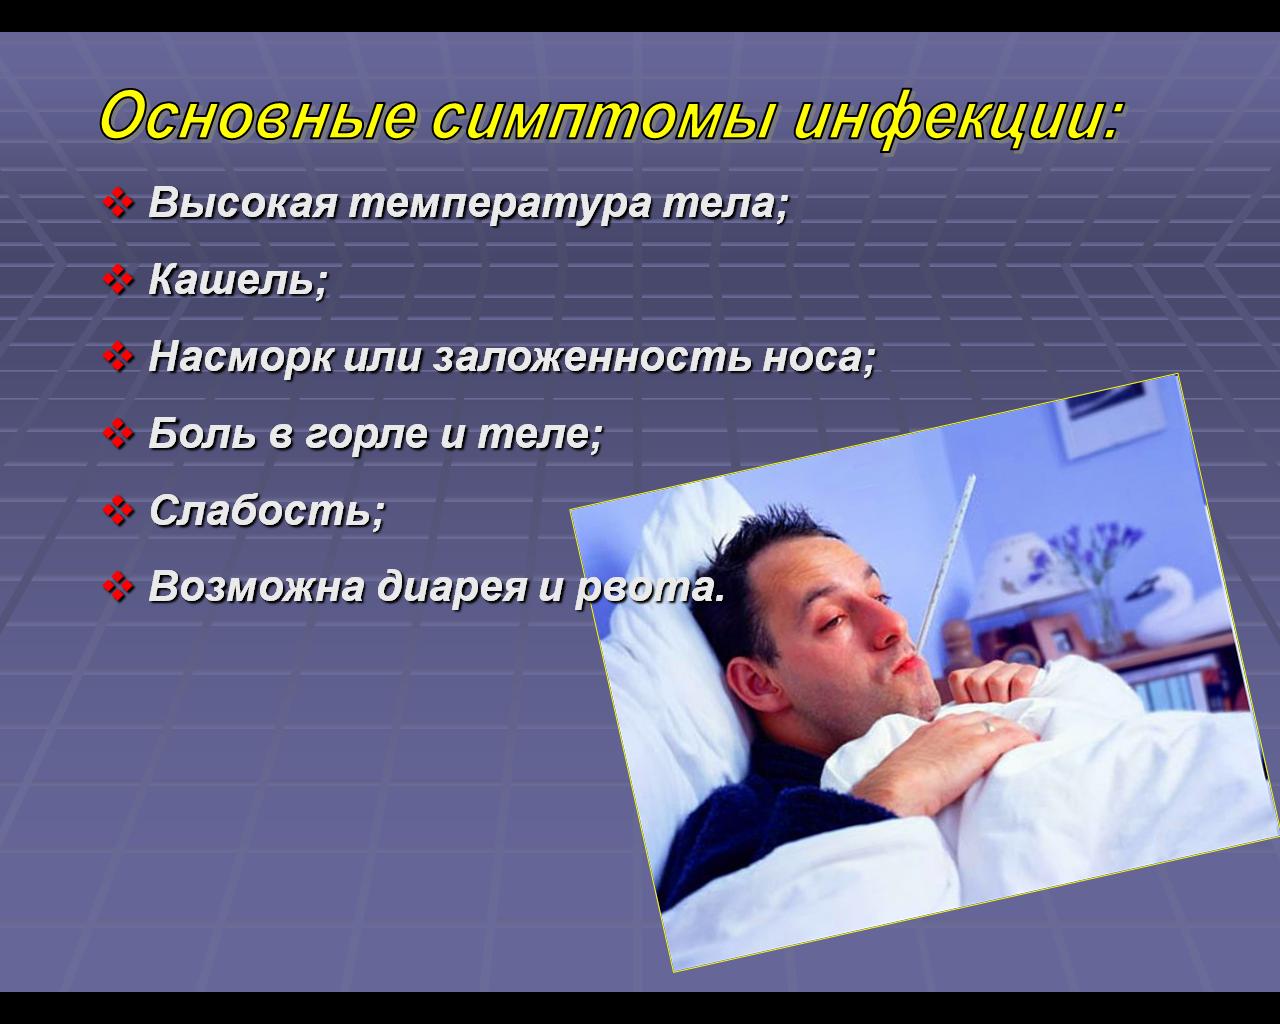 Основные симптомы инфекции:
Высокая температура тела;
Кашель;
Насморк или заложенность носа;
Боль в горле и теле;
Слабость;
Возможна диарея и рвота.